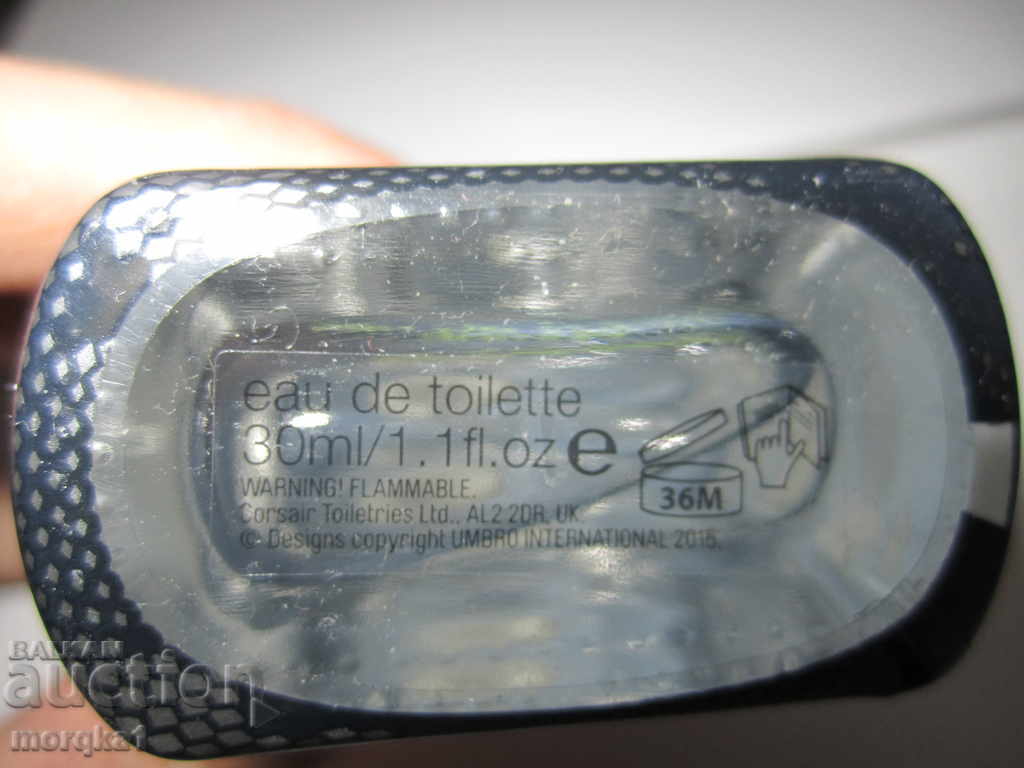 eau de toilette
30ml/1.1fl.oz e
WARNING! FLAMMABLE.
Corsair Toiletries Ltd., AL2 2DR, UK.
© Designs copyright UMBRO INTERNATIONAL 2015.
36M
BALKAN
auction
morqka1